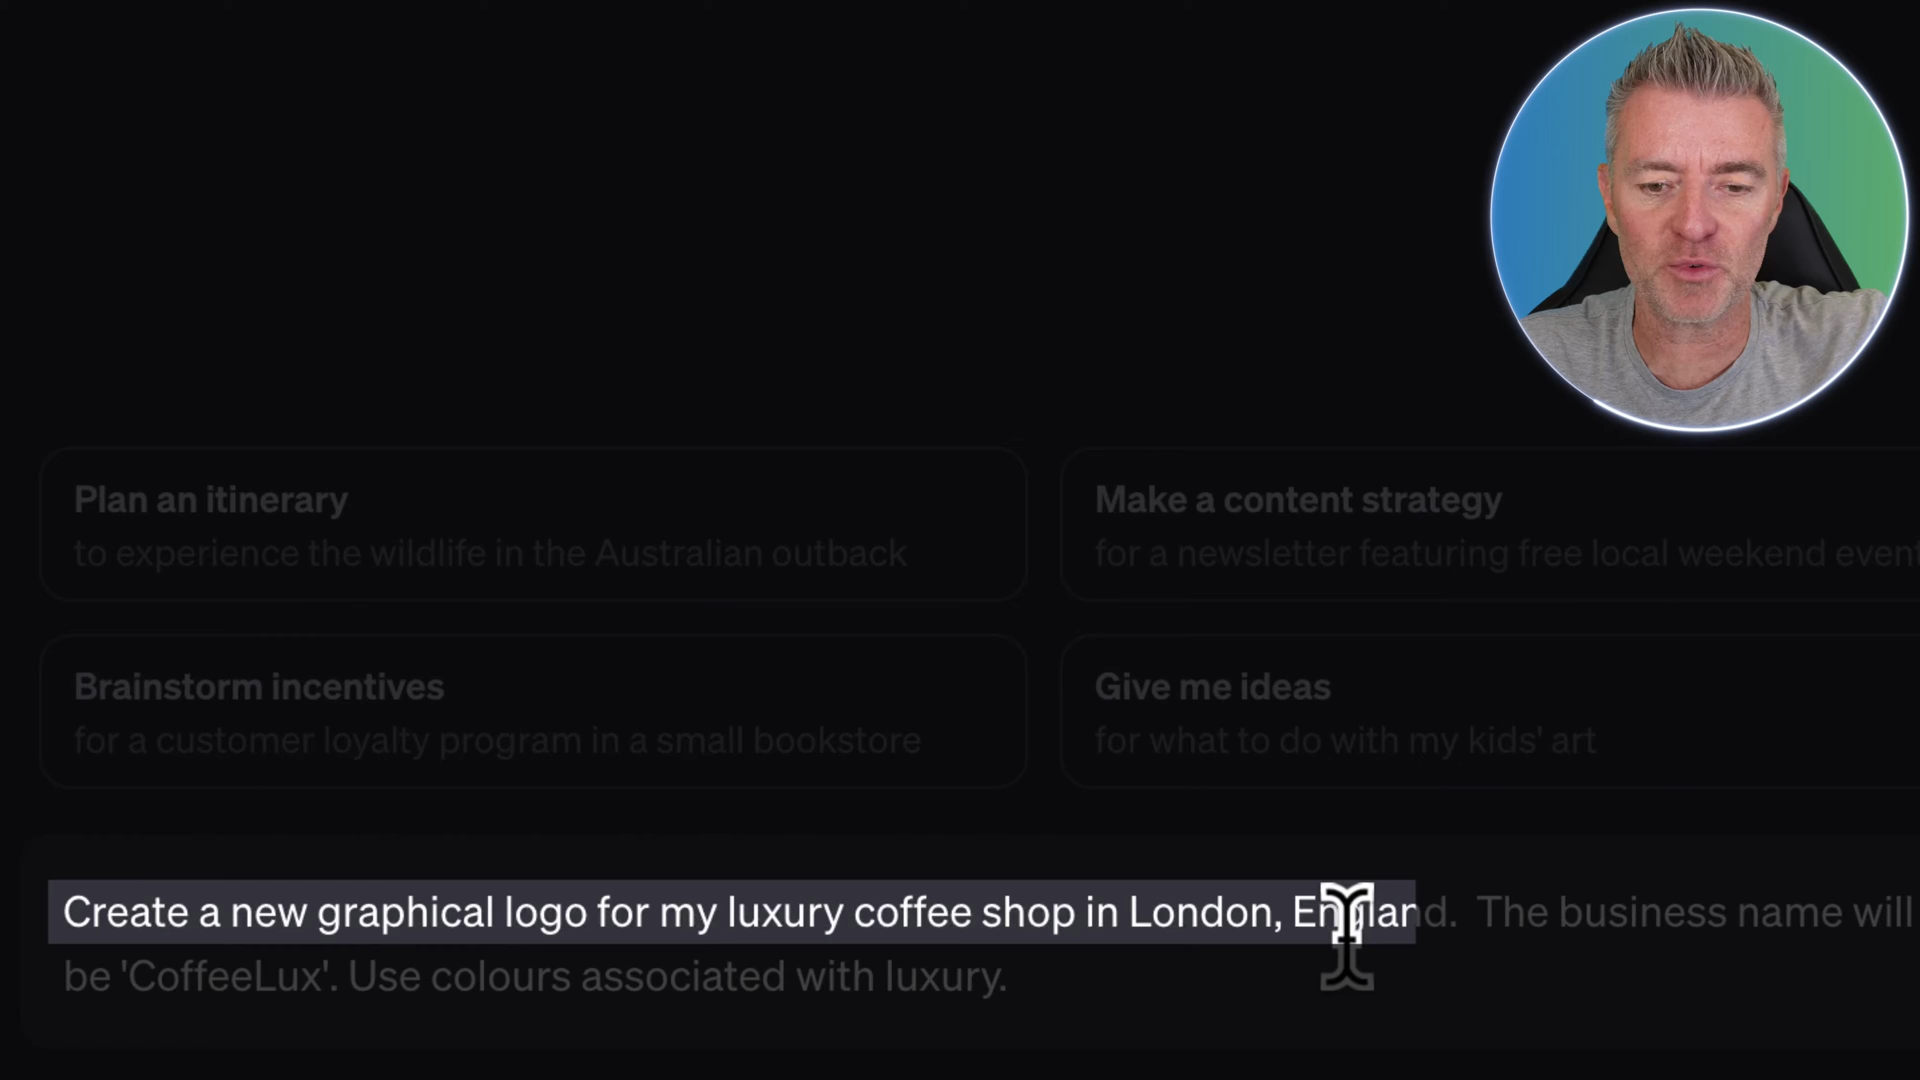 Plan an itinerary
to experience the wildlife in the Australian outback
Make a content strategy
for a newsletter featuring free local weekend event
Brainstorm incentives
for a customer loyalty program in a small bookstore
Give me ideas
for what to do with my kids' art
Create a new graphical logo for my luxury coffee shop in London, England. The business name will
be 'CoffeeLux'. Use colours associated with luxury.